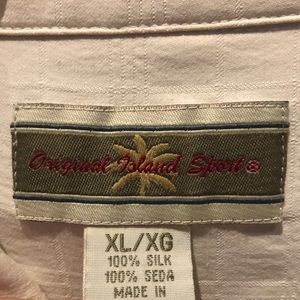 Original Island Sport®
XL/XG
100% SILK
100% SEDA
MADE IN